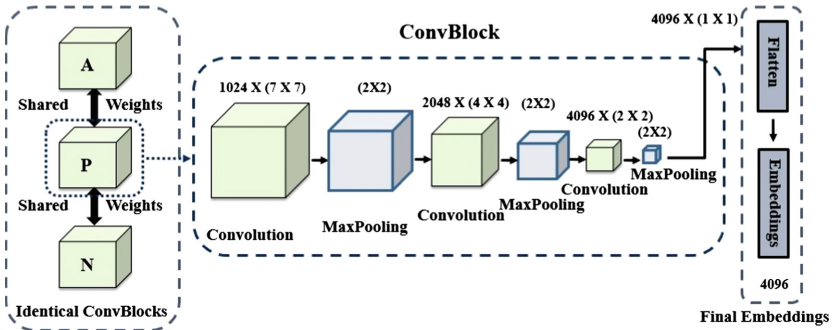 A
Shared Weights
P
Shared Weights
N
Identical ConvBlocks
ConvBlock
1024 X (7 X 7)
(2X2)
2048 X (4 X 4)
(2X2)
4096 X (2 X 2)
(2X2)
Convolution
MaxPooling
Convolution
MaxPooling
Convolution
MaxPooling
4096 X (1 X 1)
Flatten
Embeddings
4096
Final Embeddings